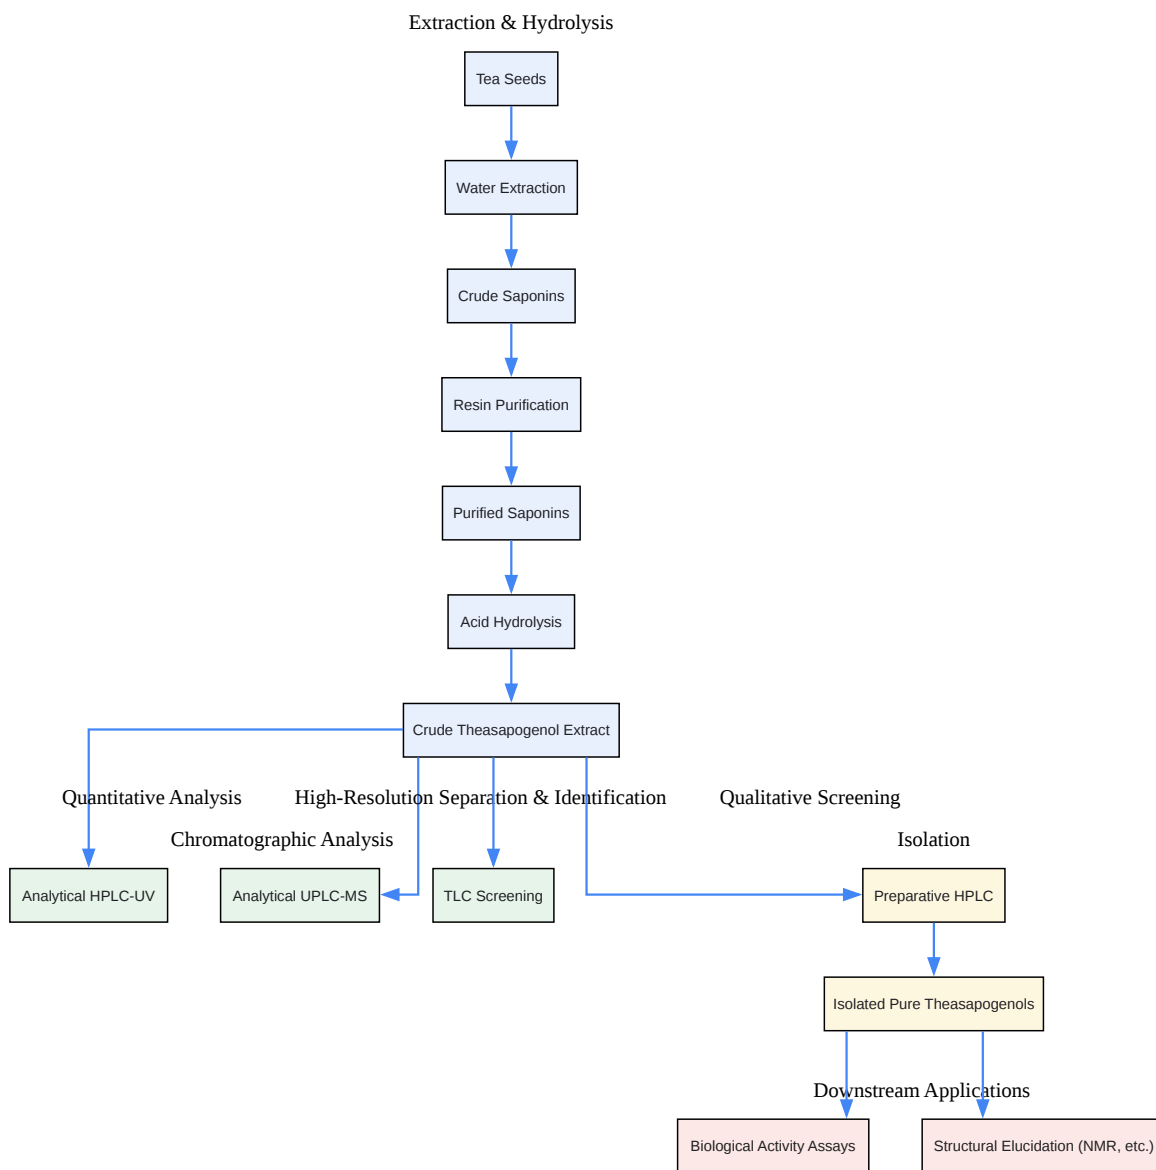 Extraction & Hydrolysis
Tea Seeds
Water Extraction
Crude Saponins
Resin Purification
Purified Saponins
Acid Hydrolysis
Crude Theasapogenol Extract
Quantitative Analysis
High-Resolution Separation & Identification
Qualitative Screening
Chromatographic Analysis
Isolation
Analytical HPLC-UV
Analytical UPLC-MS
TLC Screening
Preparative HPLC
Isolated Pure Theasapogenols
Downstream Applications
Biological Activity Assays
Structural Elucidation (NMR, etc.)